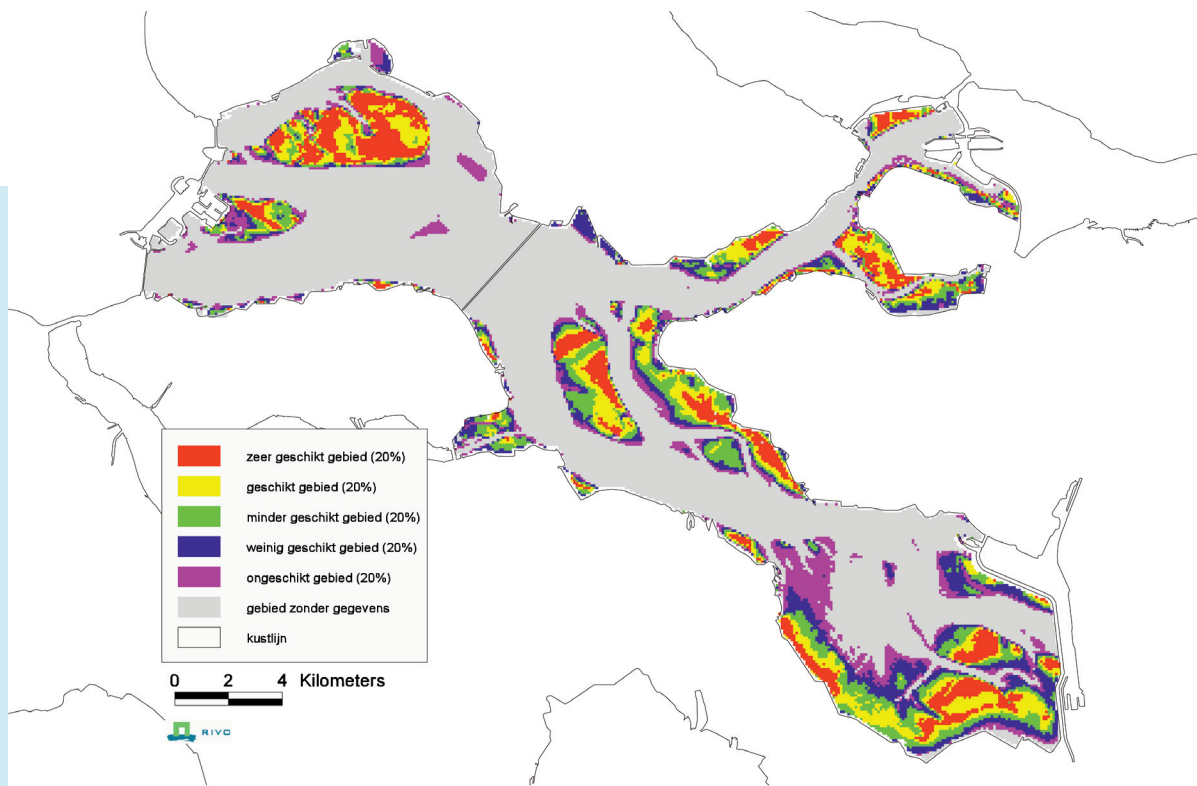 zeer geschikt gebied (20%)
geschikt gebied (20%)
minder geschikt gebied (20%)
weinig geschikt gebied (20%)
ongeschikt gebied (20%)
gebied zonder gegevens
kustlijn
0 2 4 Kilometers
RIVO